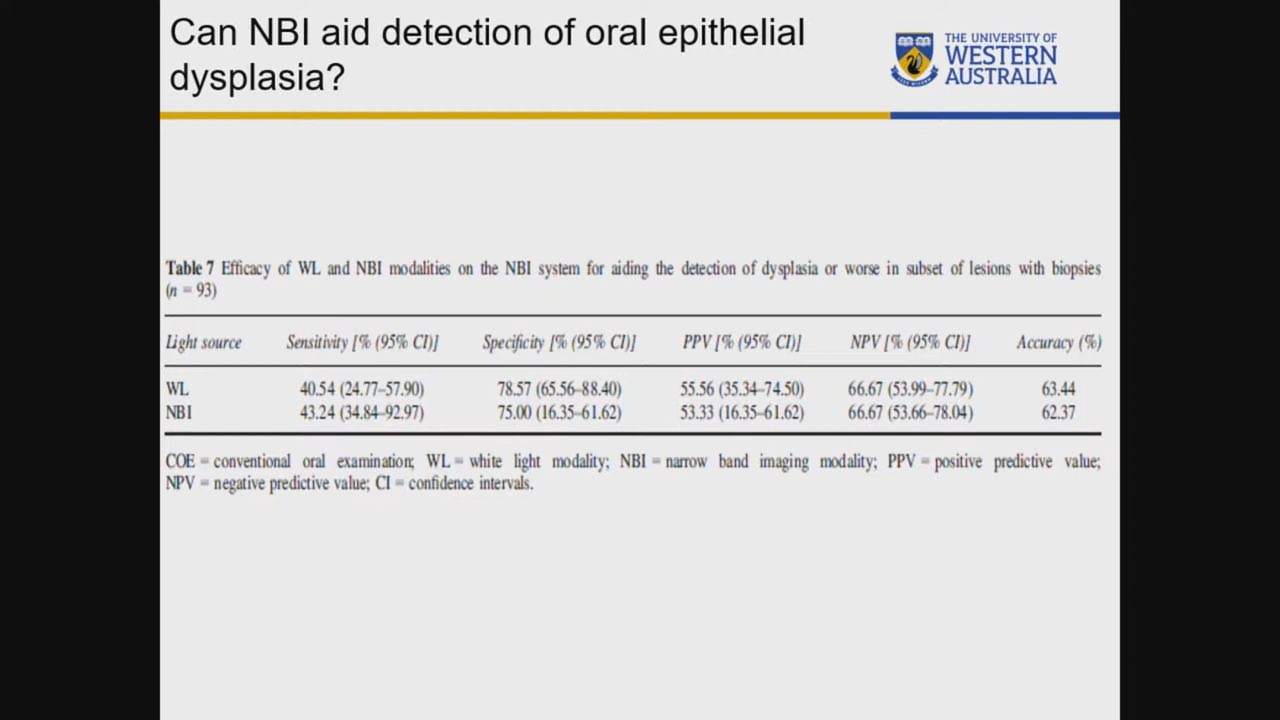 Can NBI aid detection of oral epithelial
dysplasia?
THE UNIVERSITY OF
WESTERN
AUSTRALIA
Table 7 Efficacy of WL and NBI modalities on the NBI system for aiding the detection of dysplasia or worse in subset of lesions with biopsies
(n = 93)
Light source Sensitivity [% (95% CI)] Specificity [% (95% CI)] PPV [% (95% CI)] NPV [% (95% CI)] Accuracy (%)
WL 40.54 (24.77–57.90) 78.57 (65.56–88.40) 55.56 (35.34–74.50) 66.67 (53.99–77.79) 63.44
NBI 43.24 (34.84–92.97) 75.00 (16.35–61.62) 53.33 (16.35–61.62) 66.67 (53.66–78.04) 62.37
COE = conventional oral examination; WL = white light modality; NBI = narrow band imaging modality; PPV = positive predictive value;
NPV = negative predictive value; CI = confidence intervals.